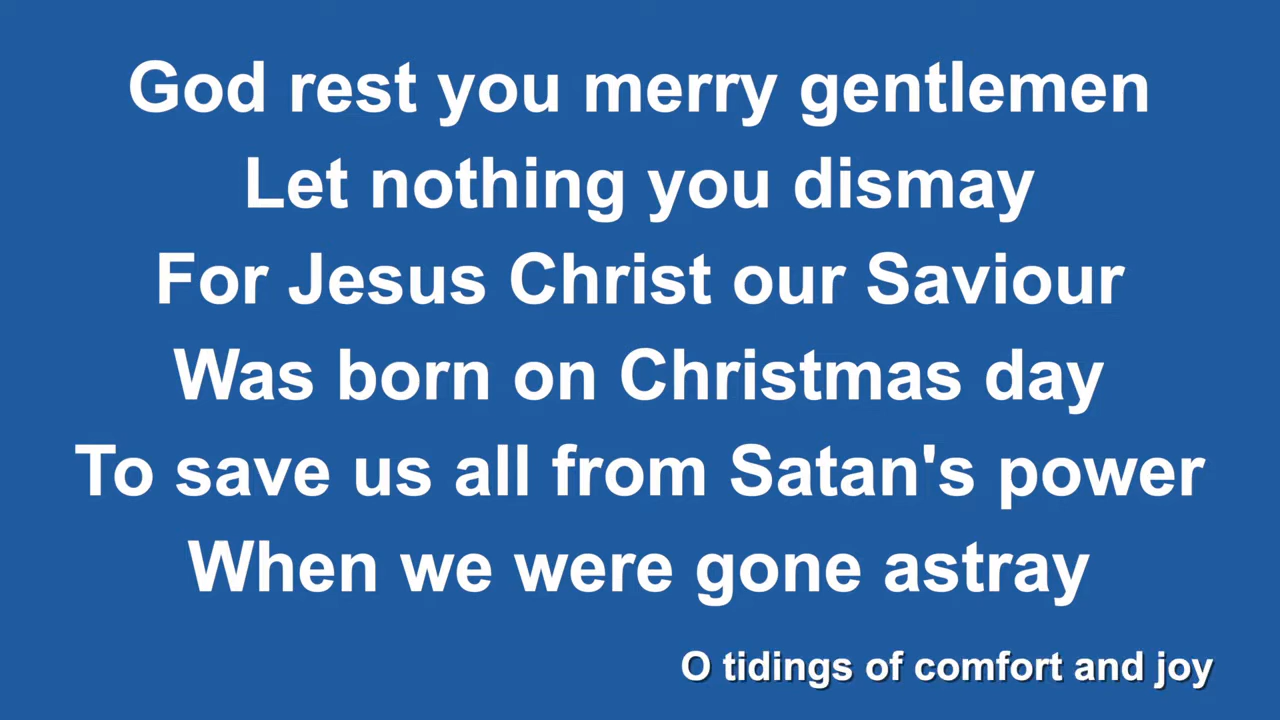 God rest you merry gentlemen
Let nothing you dismay
For Jesus Christ our Saviour
Was born on Christmas day
To save us all from Satan's power
When we were gone astray
O tidings of comfort and joy